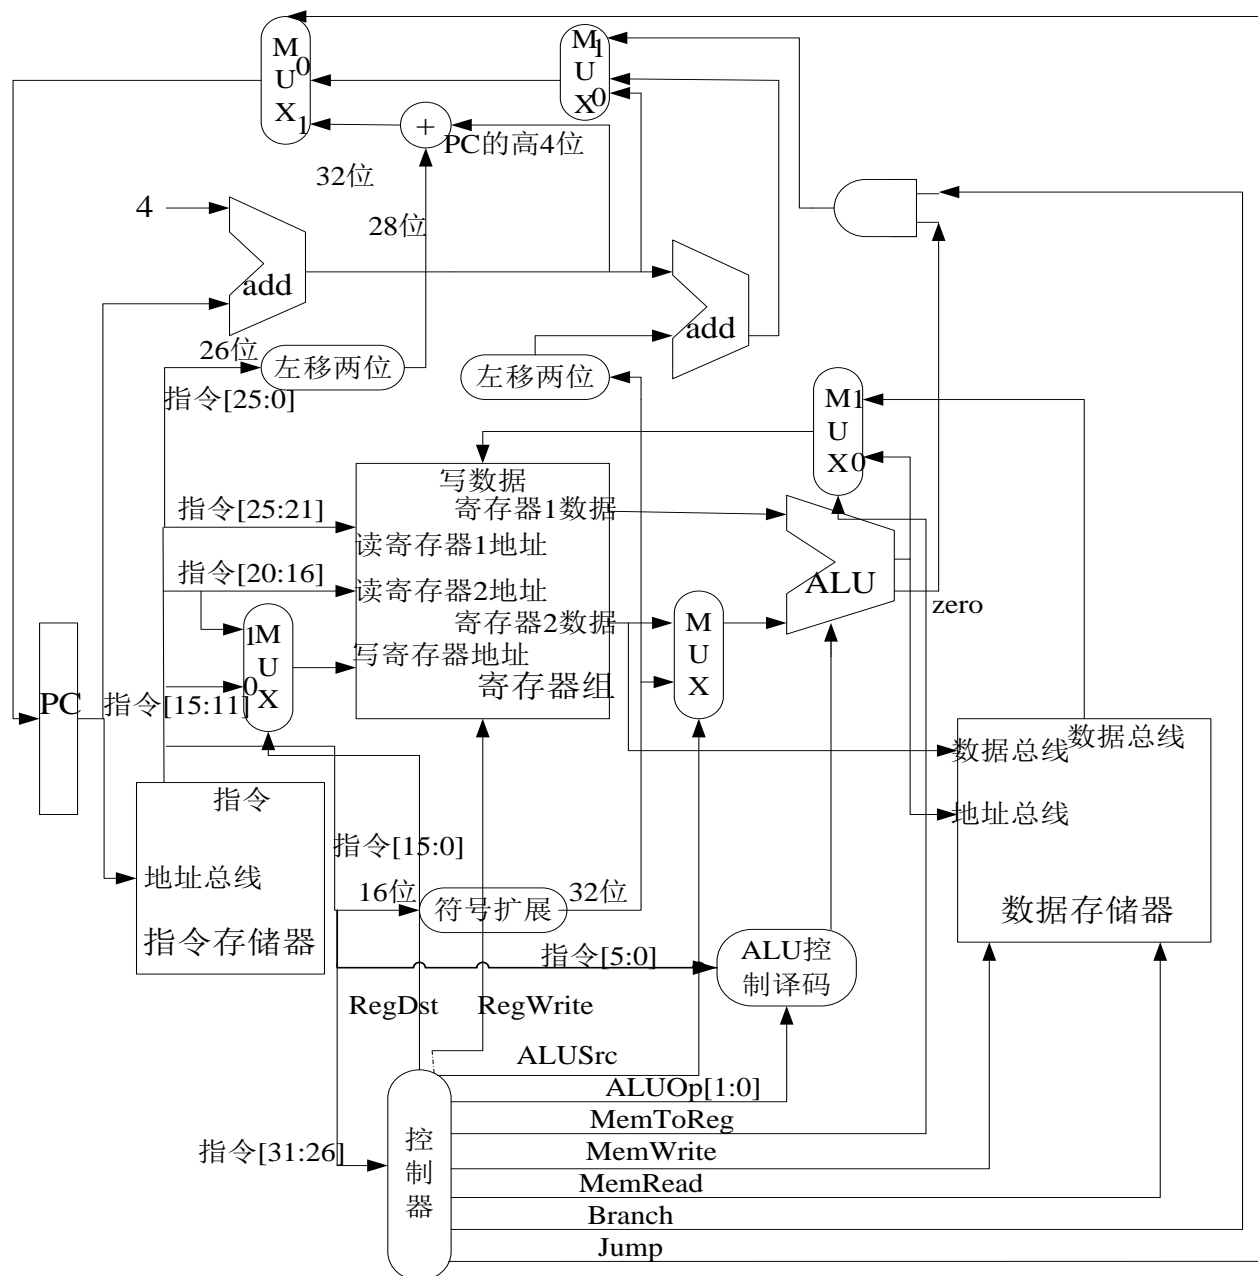 M
U
X
0
1
M
U
X
1
0
+
PC的高4位
32位
28位
4
add
add
26位
左移两位
左移两位
指令[25:0]
M
U
X
1
0
写数据
寄存器1数据
指令[25:21]
读寄存器1地址
指令[20:16]
读寄存器2地址
寄存器2数据
ALU
zero
1
0
M
U
X
写寄存器地址
M
U
X
寄存器组
PC
指令[15:11]
数据总线
数据总线
指令
地址总线
指令[15:0]
地址总线
16位
符号扩展
32位
数据存储器
指令存储器
指令[5:0]
ALU控
制译码
RegDst
RegWrite
ALUSrc
ALUOp[1:0]
MemToReg
控
制
器
指令[31:26]
MemWrite
MemRead
Branch
Jump